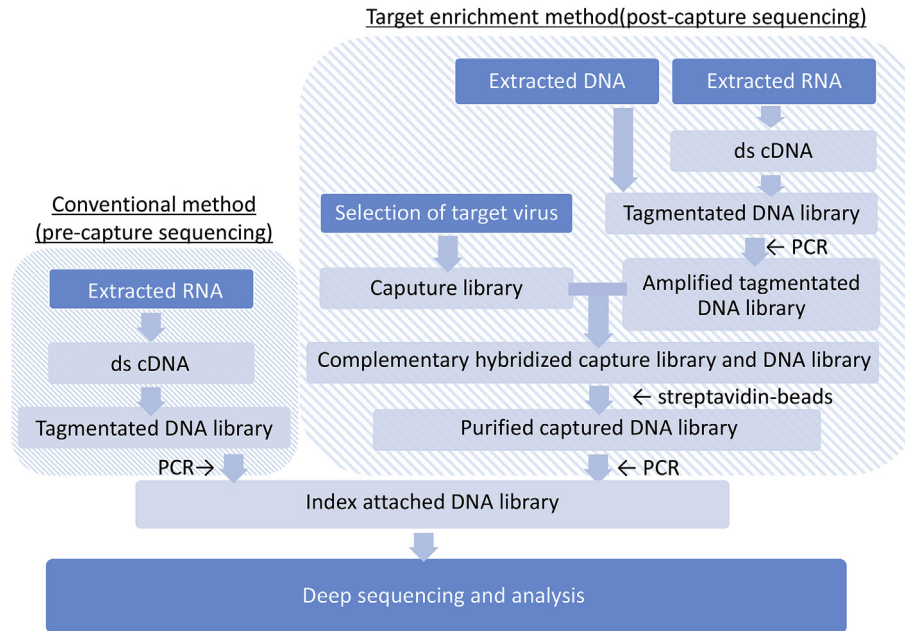 Target enrichment method(post-capture sequencing)
Extracted DNA
Extracted RNA
ds cDNA
Conventional method
(pre-capture sequencing)
Selection of target virus
Tagmentated DNA library
← PCR
Extracted RNA
Caputure library
Amplified tagmentated
DNA library
ds cDNA
Complementary hybridized capture library and DNA library
← streptavidin-beads
Tagmentated DNA library
Purified captured DNA library
PCR→
← PCR
Index attached DNA library
Deep sequencing and analysis